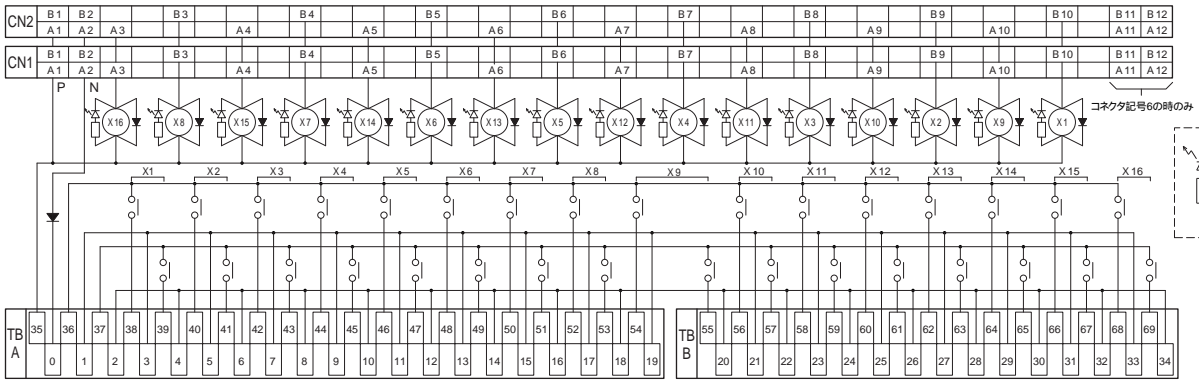 CN2 B1 B2 B3 B4 B5 B6 B7 B8 B9 B10 B11 B12
A1 A2 A3 A4 A5 A6 A7 A8 A9 A10 A11 A12
CN1 B1 B2 B3 B4 B5 B6 B7 B8 B9 B10 B11 B12
A1 A2 A3 A4 A5 A6 A7 A8 A9 A10 A11 A12
P N
コネクタ記号6の時のみ
X16 X8 X15 X7 X14 X6 X13 X5 X12 X4 X11 X3 X10 X2 X9 X1
X1 X2 X3 X4 X5 X6 X7 X8 X9 X10 X11 X12 X13 X14 X15 X16
TB A 35 36 37 38 39 40 41 42 43 44 45 46 47 48 49 50 51 52 53 54
0 1 2 3 4 5 6 7 8 9 10 11 12 13 14 15 16 17 18 19
TB B 55 56 57 58 59 60 61 62 63 64 65 66 67 68 69
20 21 22 23 24 25 26 27 28 29 30 31 32 33 34